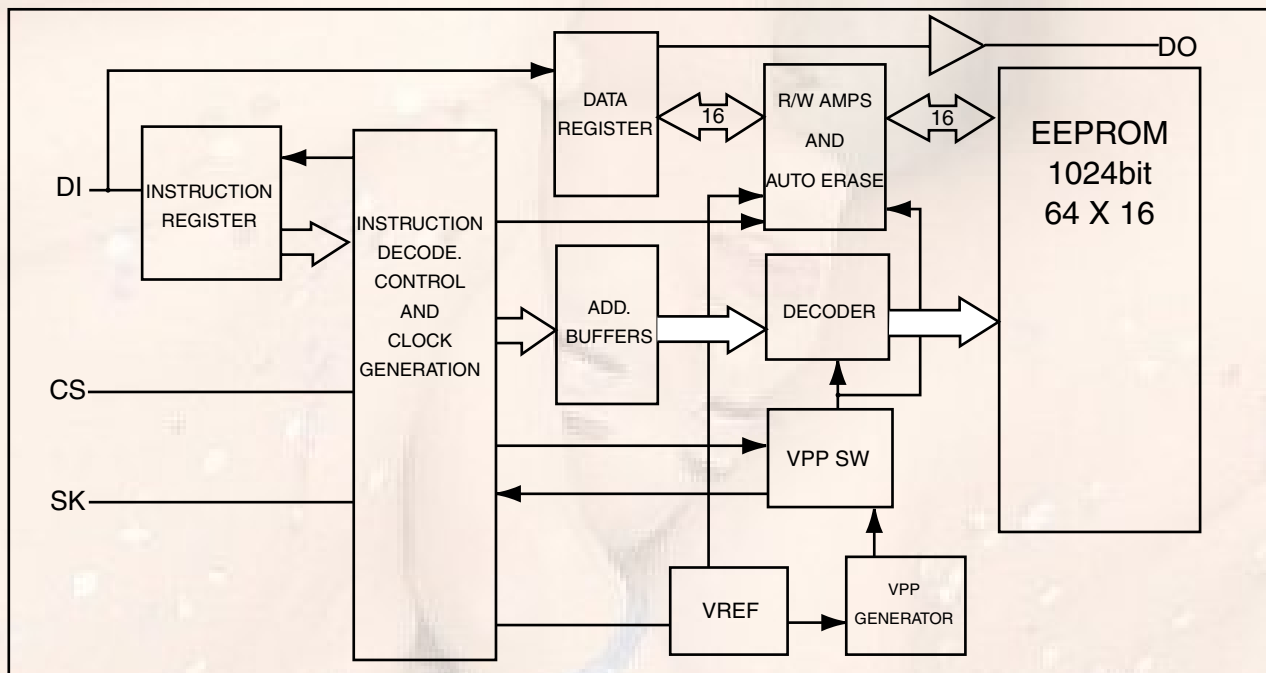 DO
DATA
REGISTER
16
R/W AMPS
AND
AUTO ERASE
16
EEPROM
1024bit
64 X 16
DI
INSTRUCTION
REGISTER
INSTRUCTION
DECODE.
CONTROL
AND
CLOCK
GENERATION
ADD.
BUFFERS
DECODER
CS
SK
VPP SW
VREF
VPP
GENERATOR